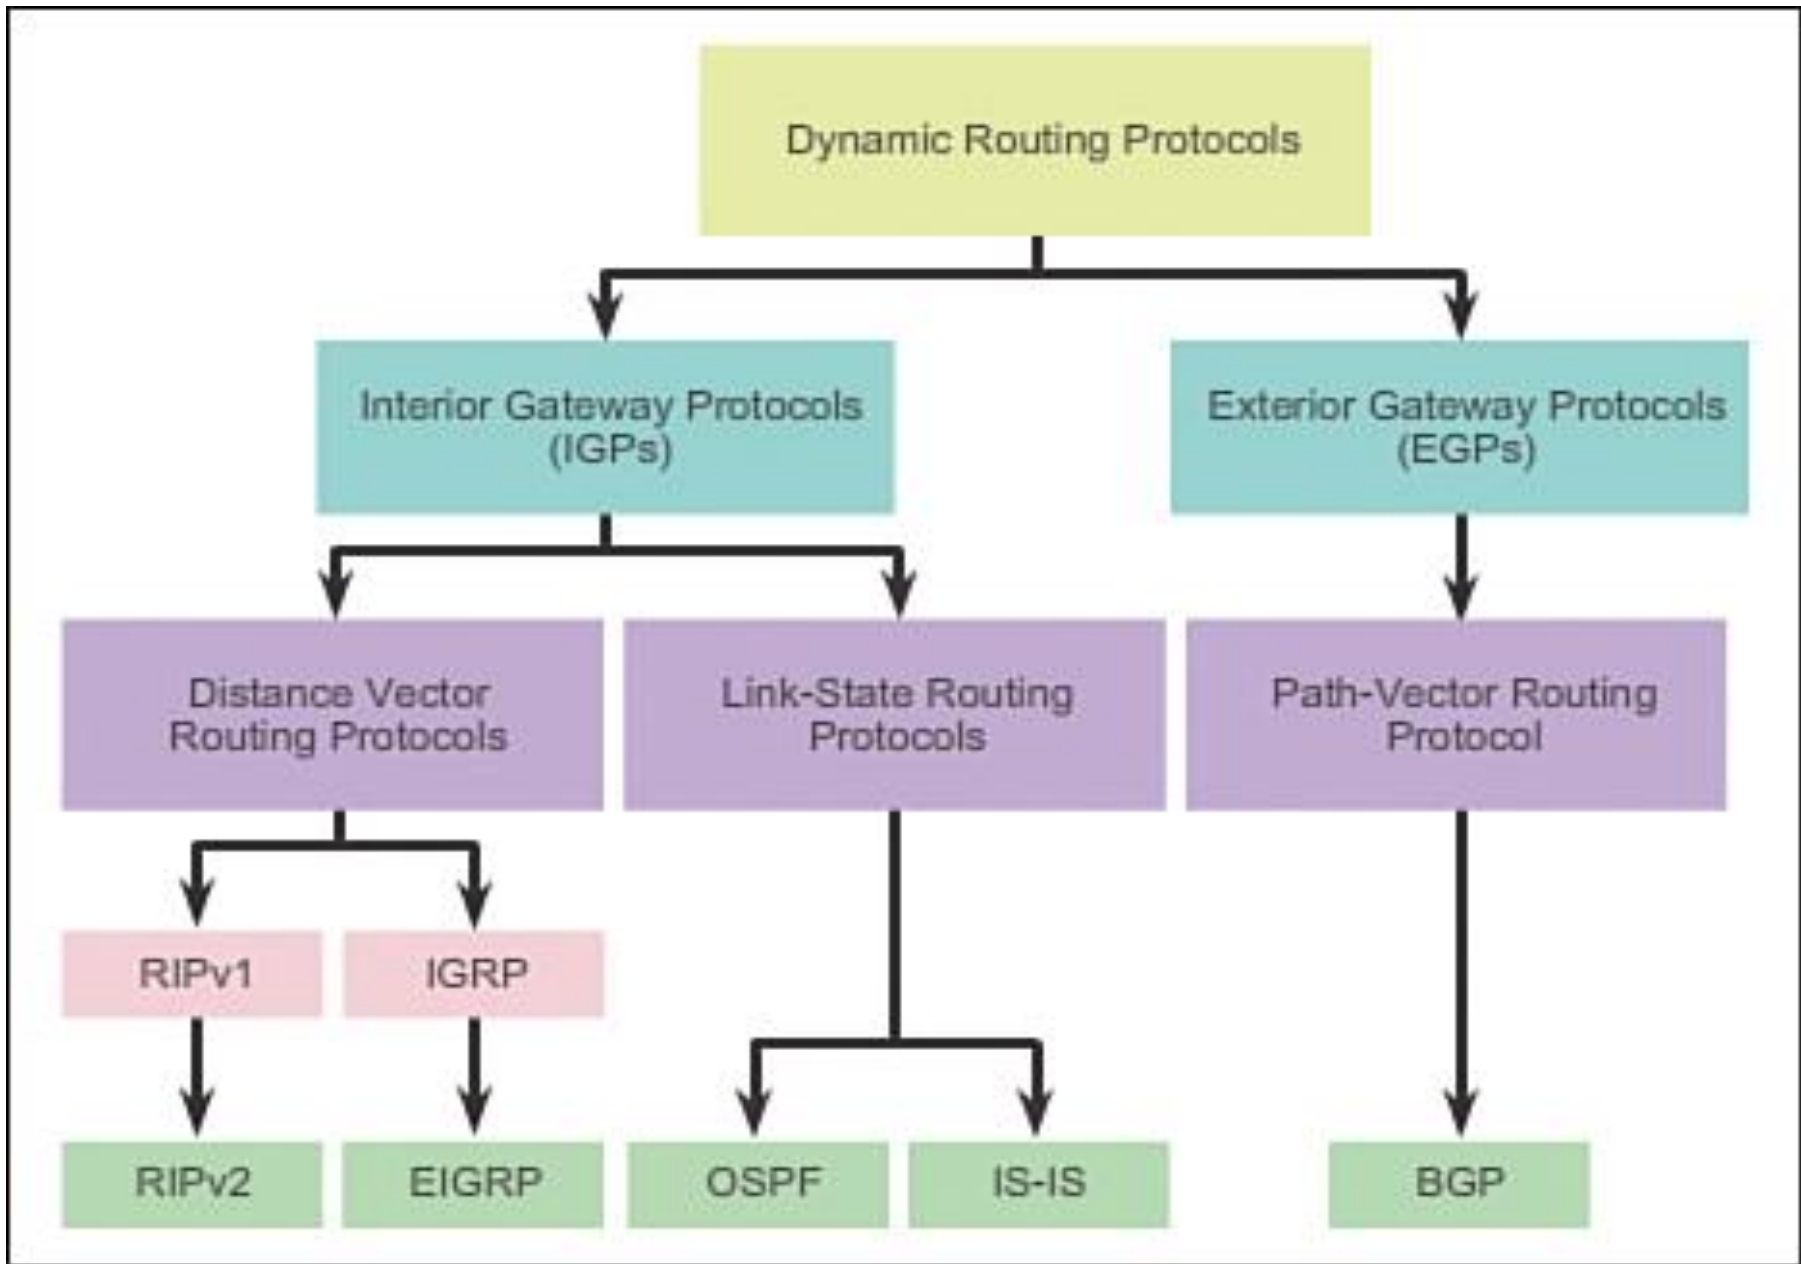 Dynamic Routing Protocols
Interior Gateway Protocols
(IGPs)
Exterior Gateway Protocols
(EGPs)
Distance Vector
Routing Protocols
Link-State Routing
Protocols
Path-Vector Routing
Protocol
RIPv1
IGRP
RIPv2
EIGRP
OSPF
IS-IS
BGP